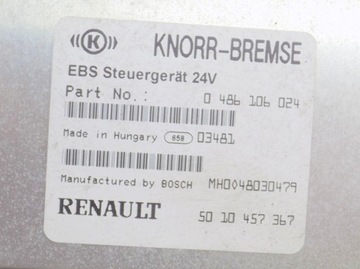 ((K)) KNORR-BREMSE
EBS Steuergerät 24V
Part No.: 0 486 106 024
Made in Hungary 858 03481
Manufactured by BOSCH MH0048030479
RENAULT 50 10 457 367